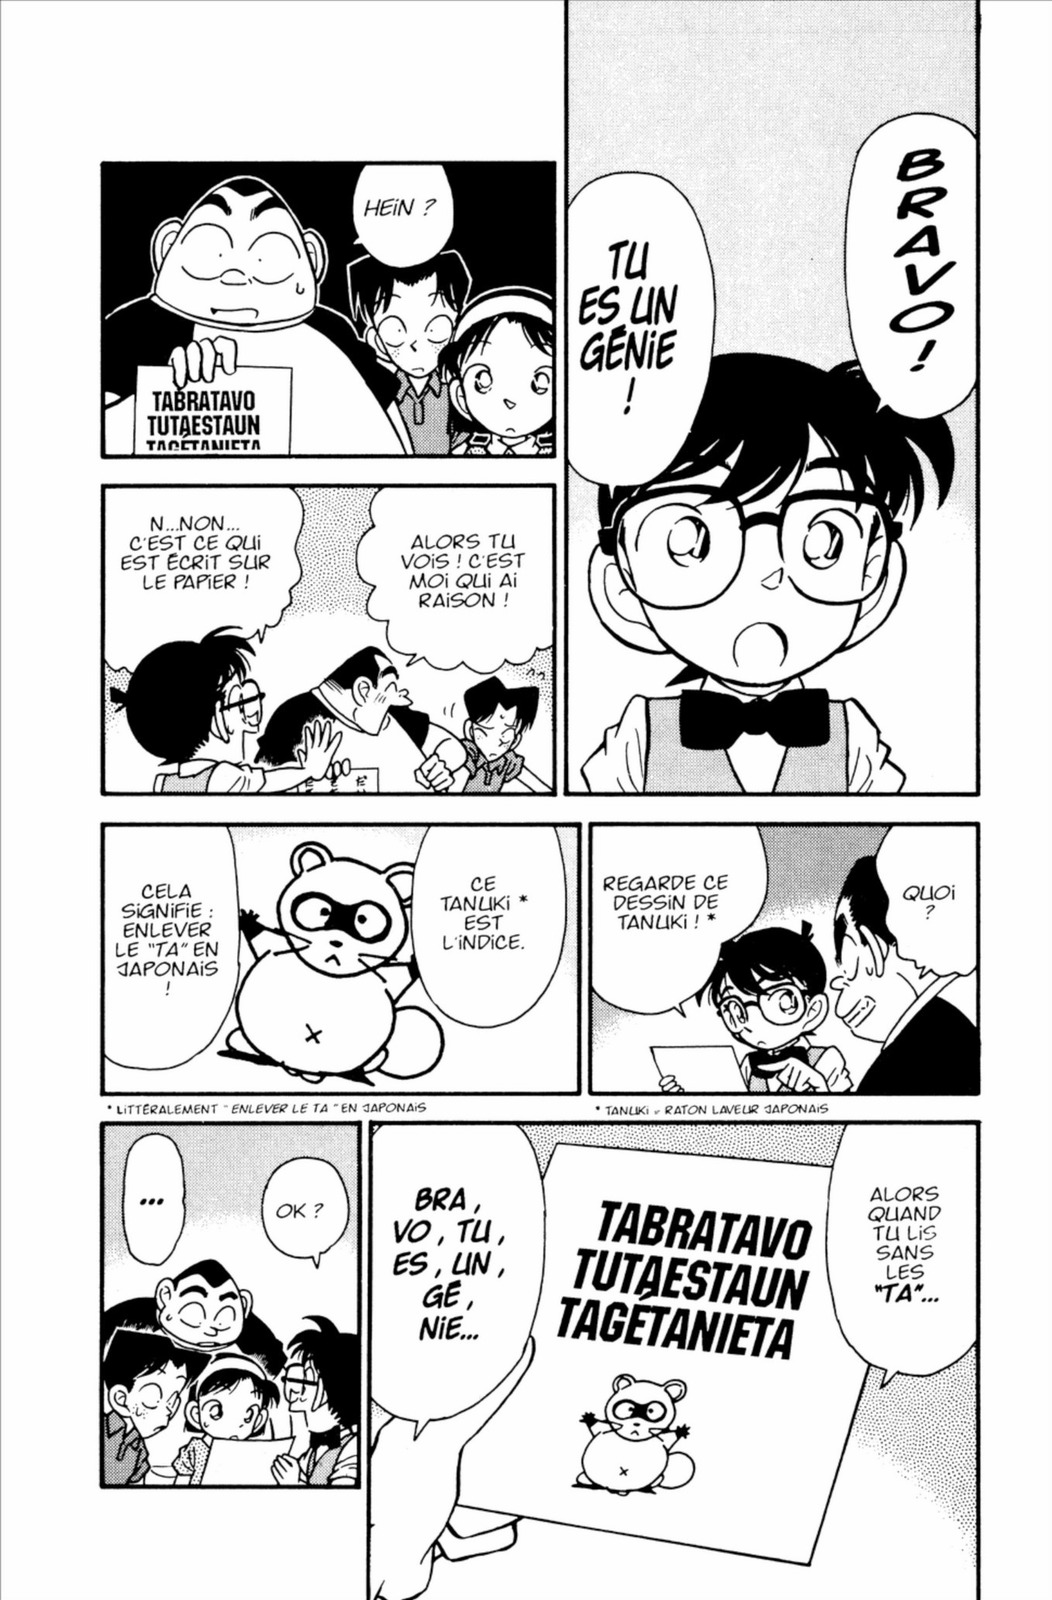 BRAVO !
TU
ES UN
GÉNIE
!
HEIN ?
TABRATAVO
TUTAESTAUN
TAGÉTANIETA
ALORS TU
VOIS ! C'EST
MOI QUI AI
RAISON !
N...NON...
C'EST CE QUI
EST ÉCRIT SUR
LE PAPIER !
QUOI
?
REGARDE CE
DESSIN DE
TANUKI ! *
* TANUKI = RATON LAVEUR JAPONAIS
CE
TANUKI *
EST
L'INDICE.
CELA
SIGNIFIE :
ENLEVER
LE "TA" EN
JAPONAIS
!
* LITTÉRALEMENT " ENLEVER LE TA " EN JAPONAIS
ALORS
QUAND
TU LIS
SANS
LES
"TA"...
TABRATAVO
TUTAESTAUN
TAGÉTANIETA
BRA ,
VO , TU ,
ES , UN ,
GÉ ,
NIE...
OK ?
...